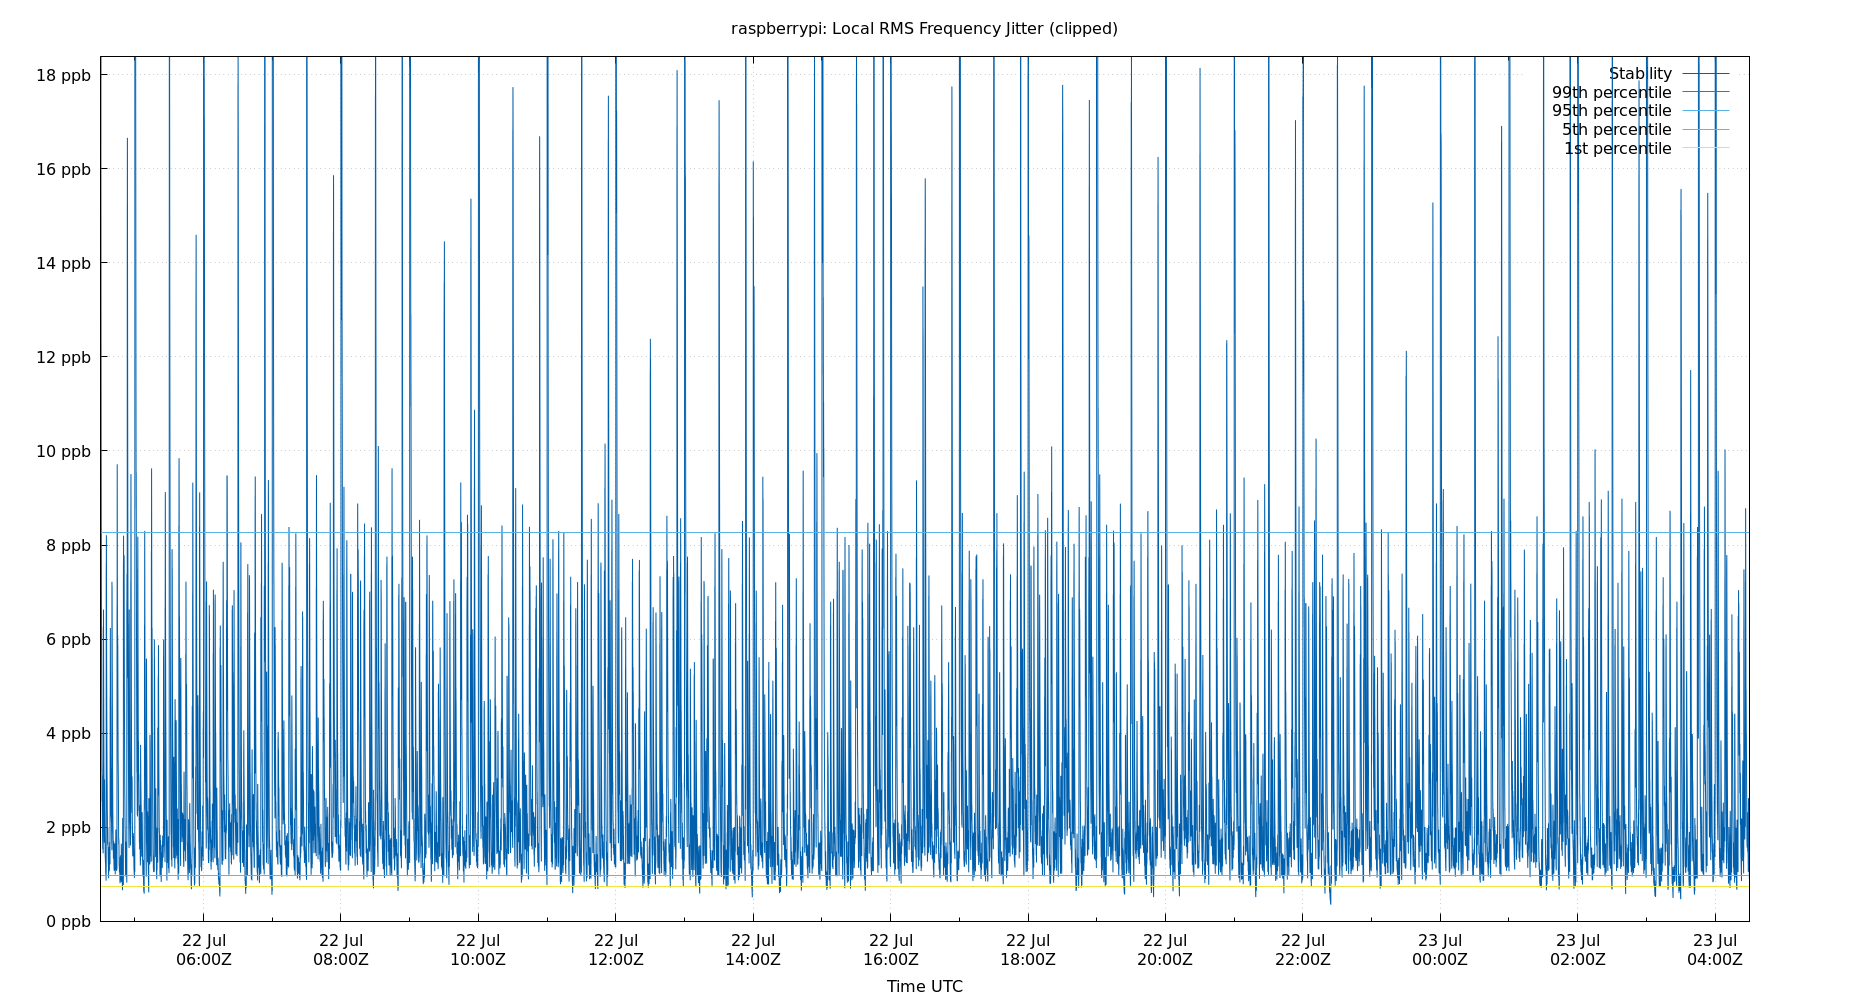 raspberrypi: Local RMS Frequency Jitter (clipped)
18 ppb
16 ppb
14 ppb
12 ppb
10 ppb
8 ppb
6 ppb
4 ppb
2 ppb
0 ppb
Stability
99th percentile
95th percentile
5th percentile
1st percentile
22 Jul 22 Jul 22 Jul 22 Jul 22 Jul 22 Jul 22 Jul 22 Jul 22 Jul 23 Jul 23 Jul 23 Jul
06:00Z 08:00Z 10:00Z 12:00Z 14:00Z 16:00Z 18:00Z 20:00Z 22:00Z 00:00Z 02:00Z 04:00Z
Time UTC